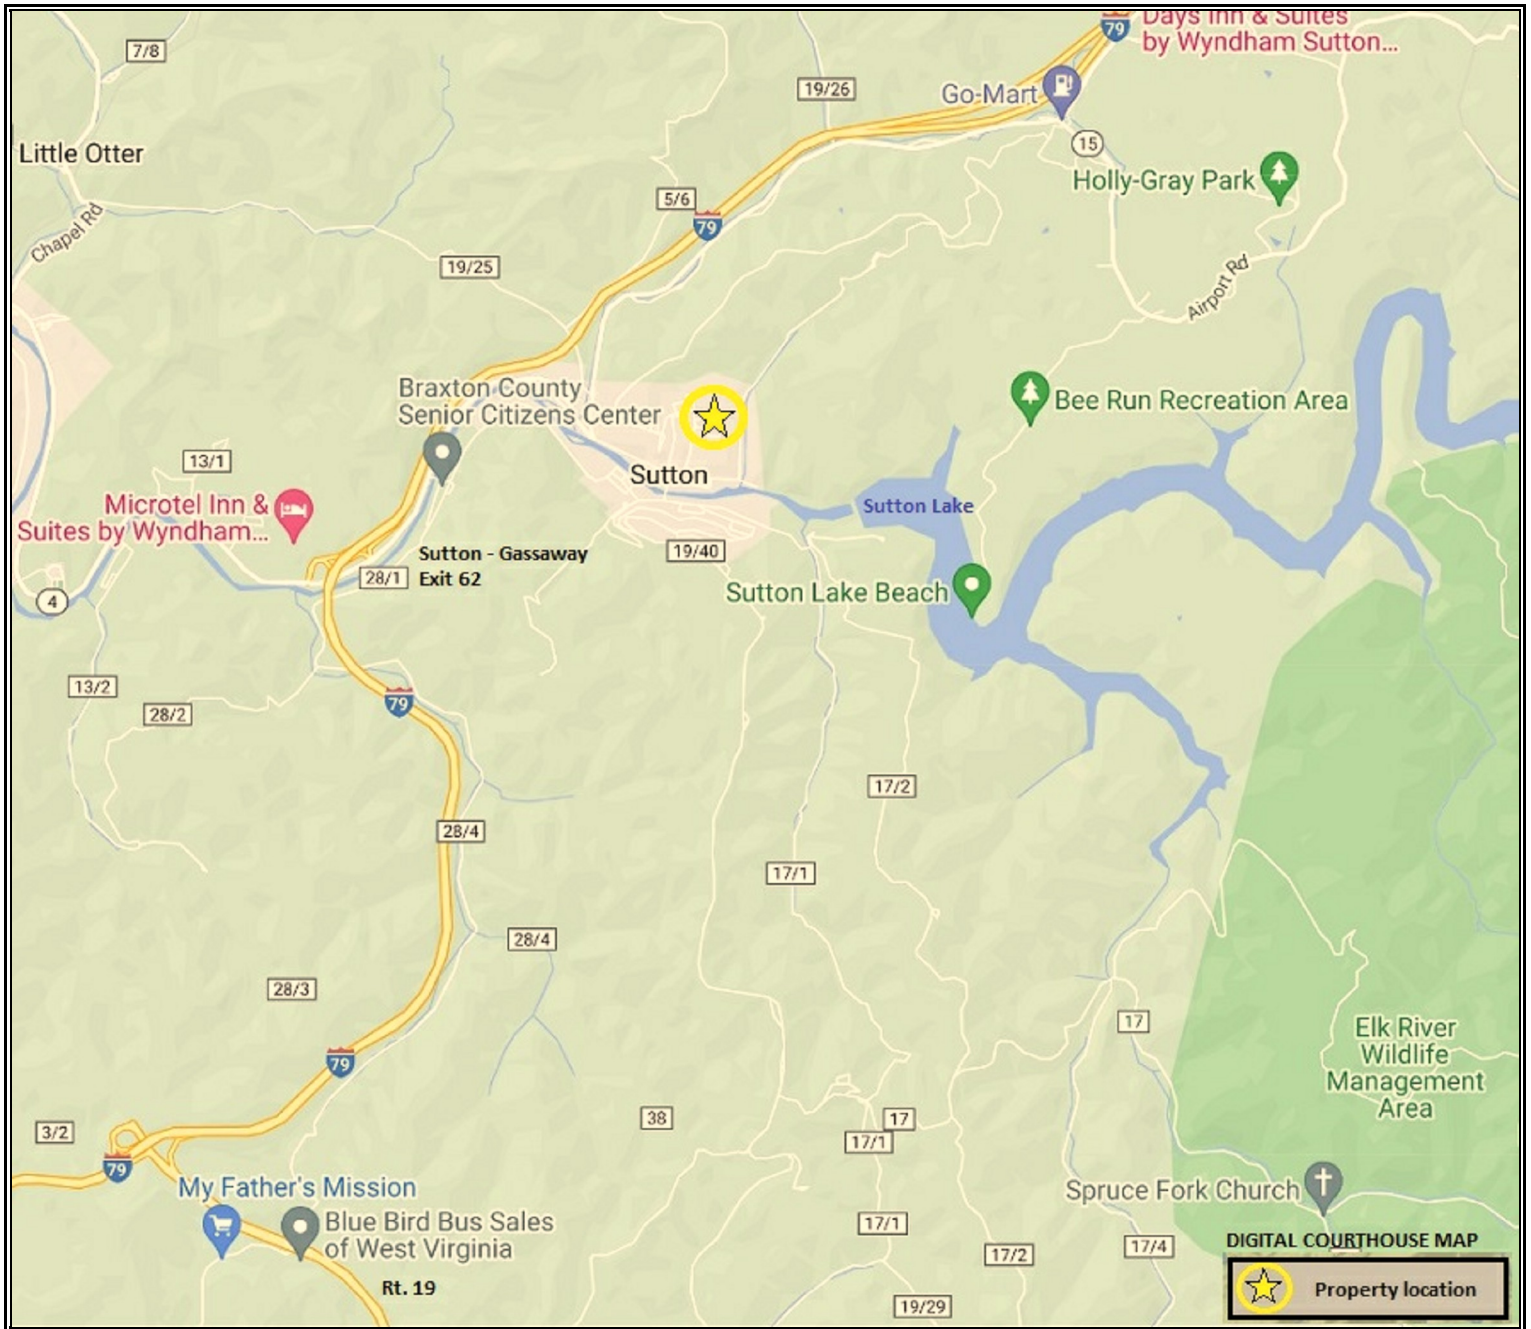 Days Inn & Suites
by Wyndham Sutton...
79
7/8
19/26
Go-Mart
15
Little Otter
Holly-Gray Park
5/6
79
Chapel Rd
19/25
Airport Rd
Braxton County
Senior Citizens Center
Bee Run Recreation Area
13/1
Sutton
Microtel Inn &
Suites by Wyndham...
Sutton Lake
Sutton - Gassaway
Exit 62
19/40
28/1
4
Sutton Lake Beach
13/2
28/2
79
17/2
28/4
17/1
28/4
28/3
17
Elk River
Wildlife
Management
Area
79
38
17
3/2
17/1
79
My Father's Mission
Spruce Fork Church
Blue Bird Bus Sales
of West Virginia
17/1
17/2
17/4
DIGITAL COURTHOUSE MAP
Rt. 19
Property location
19/29